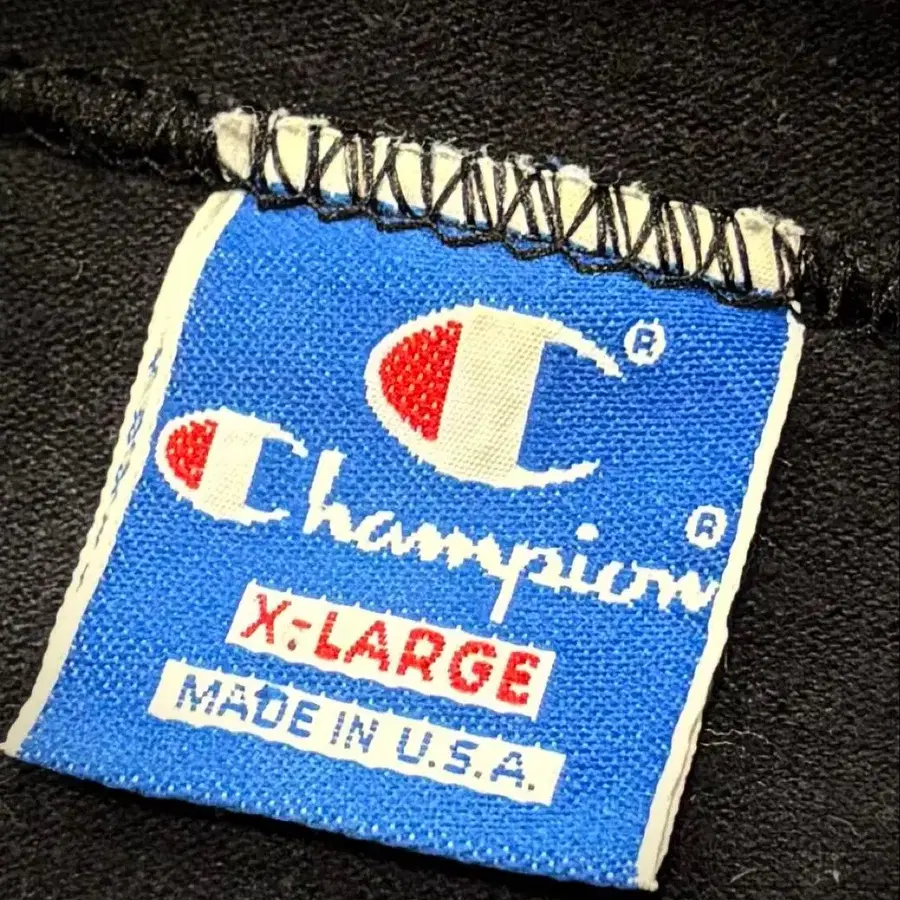 C®
Champion®
X-LARGE
MADE IN U.S.A.